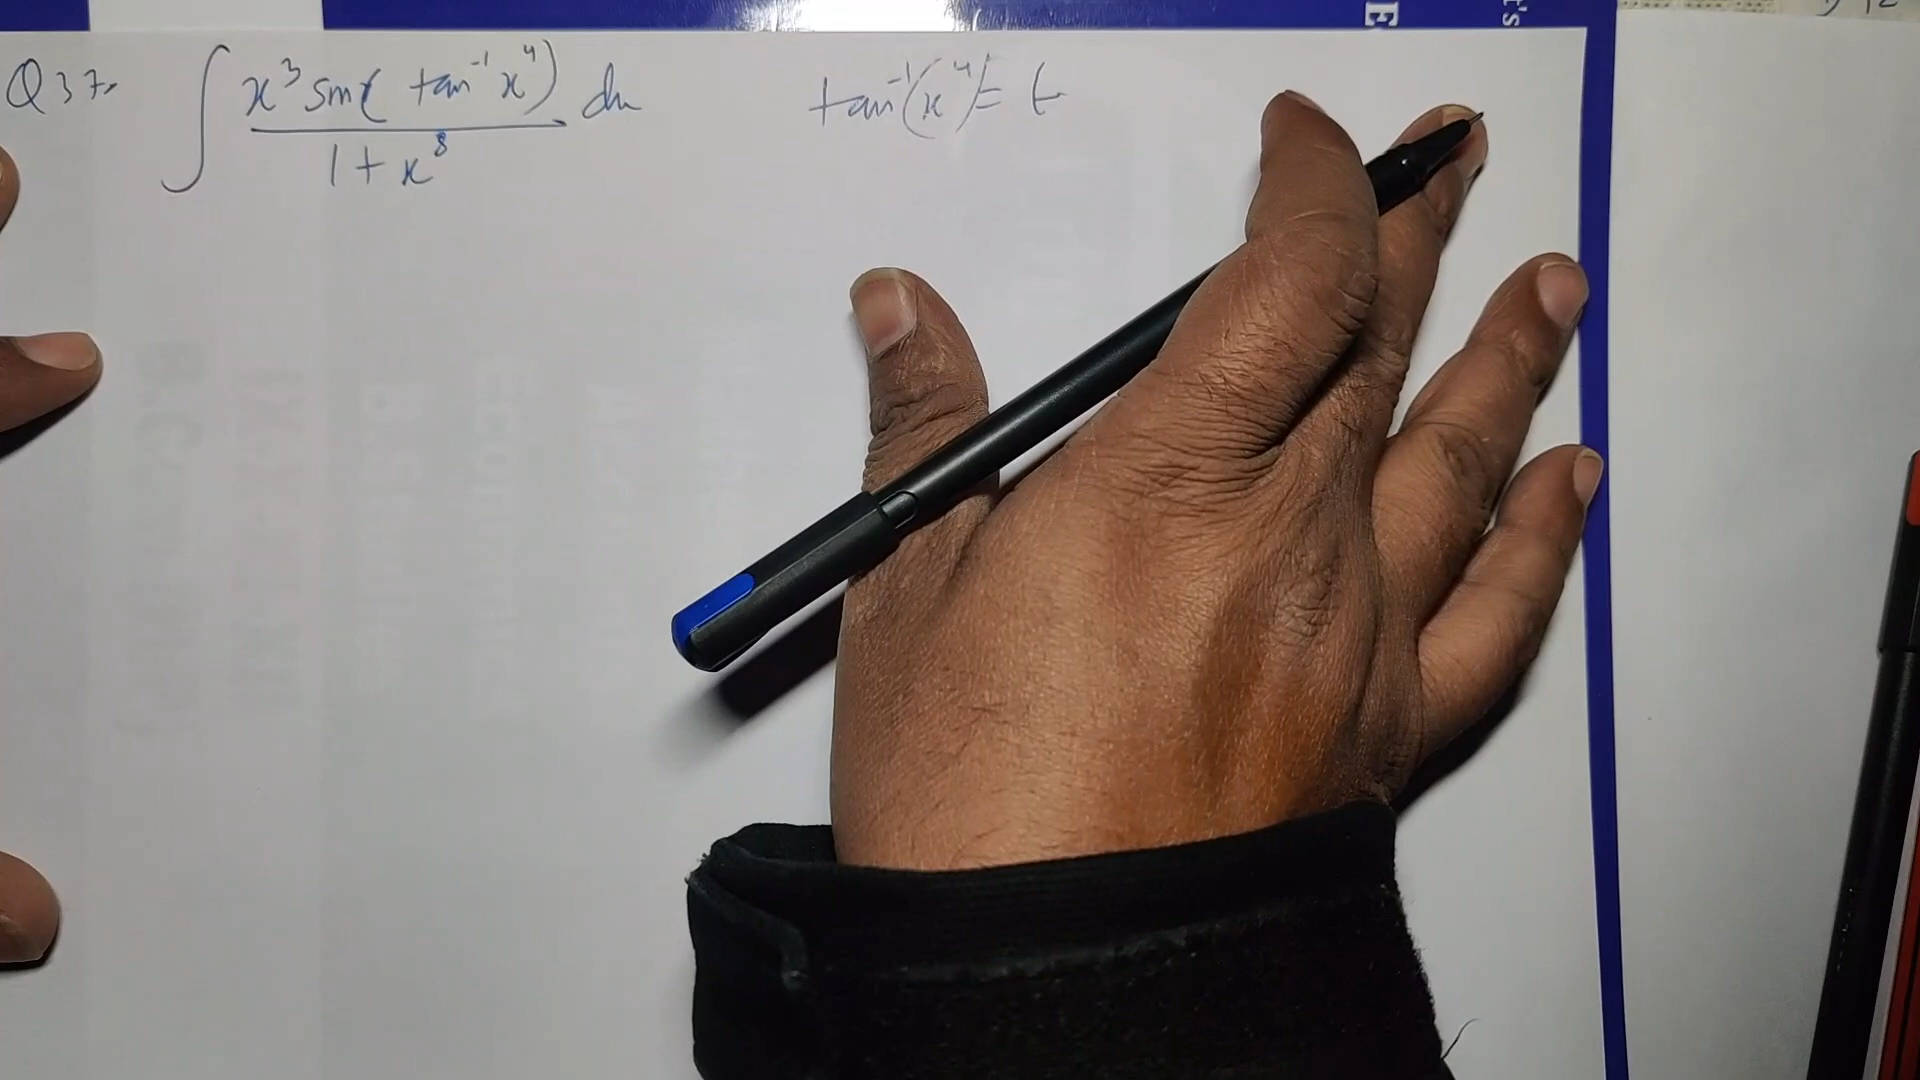 Q37. ∫ x³ sin( tan⁻¹ x⁴) / 1 + x⁸ dx
tan⁻¹(x⁴) = t